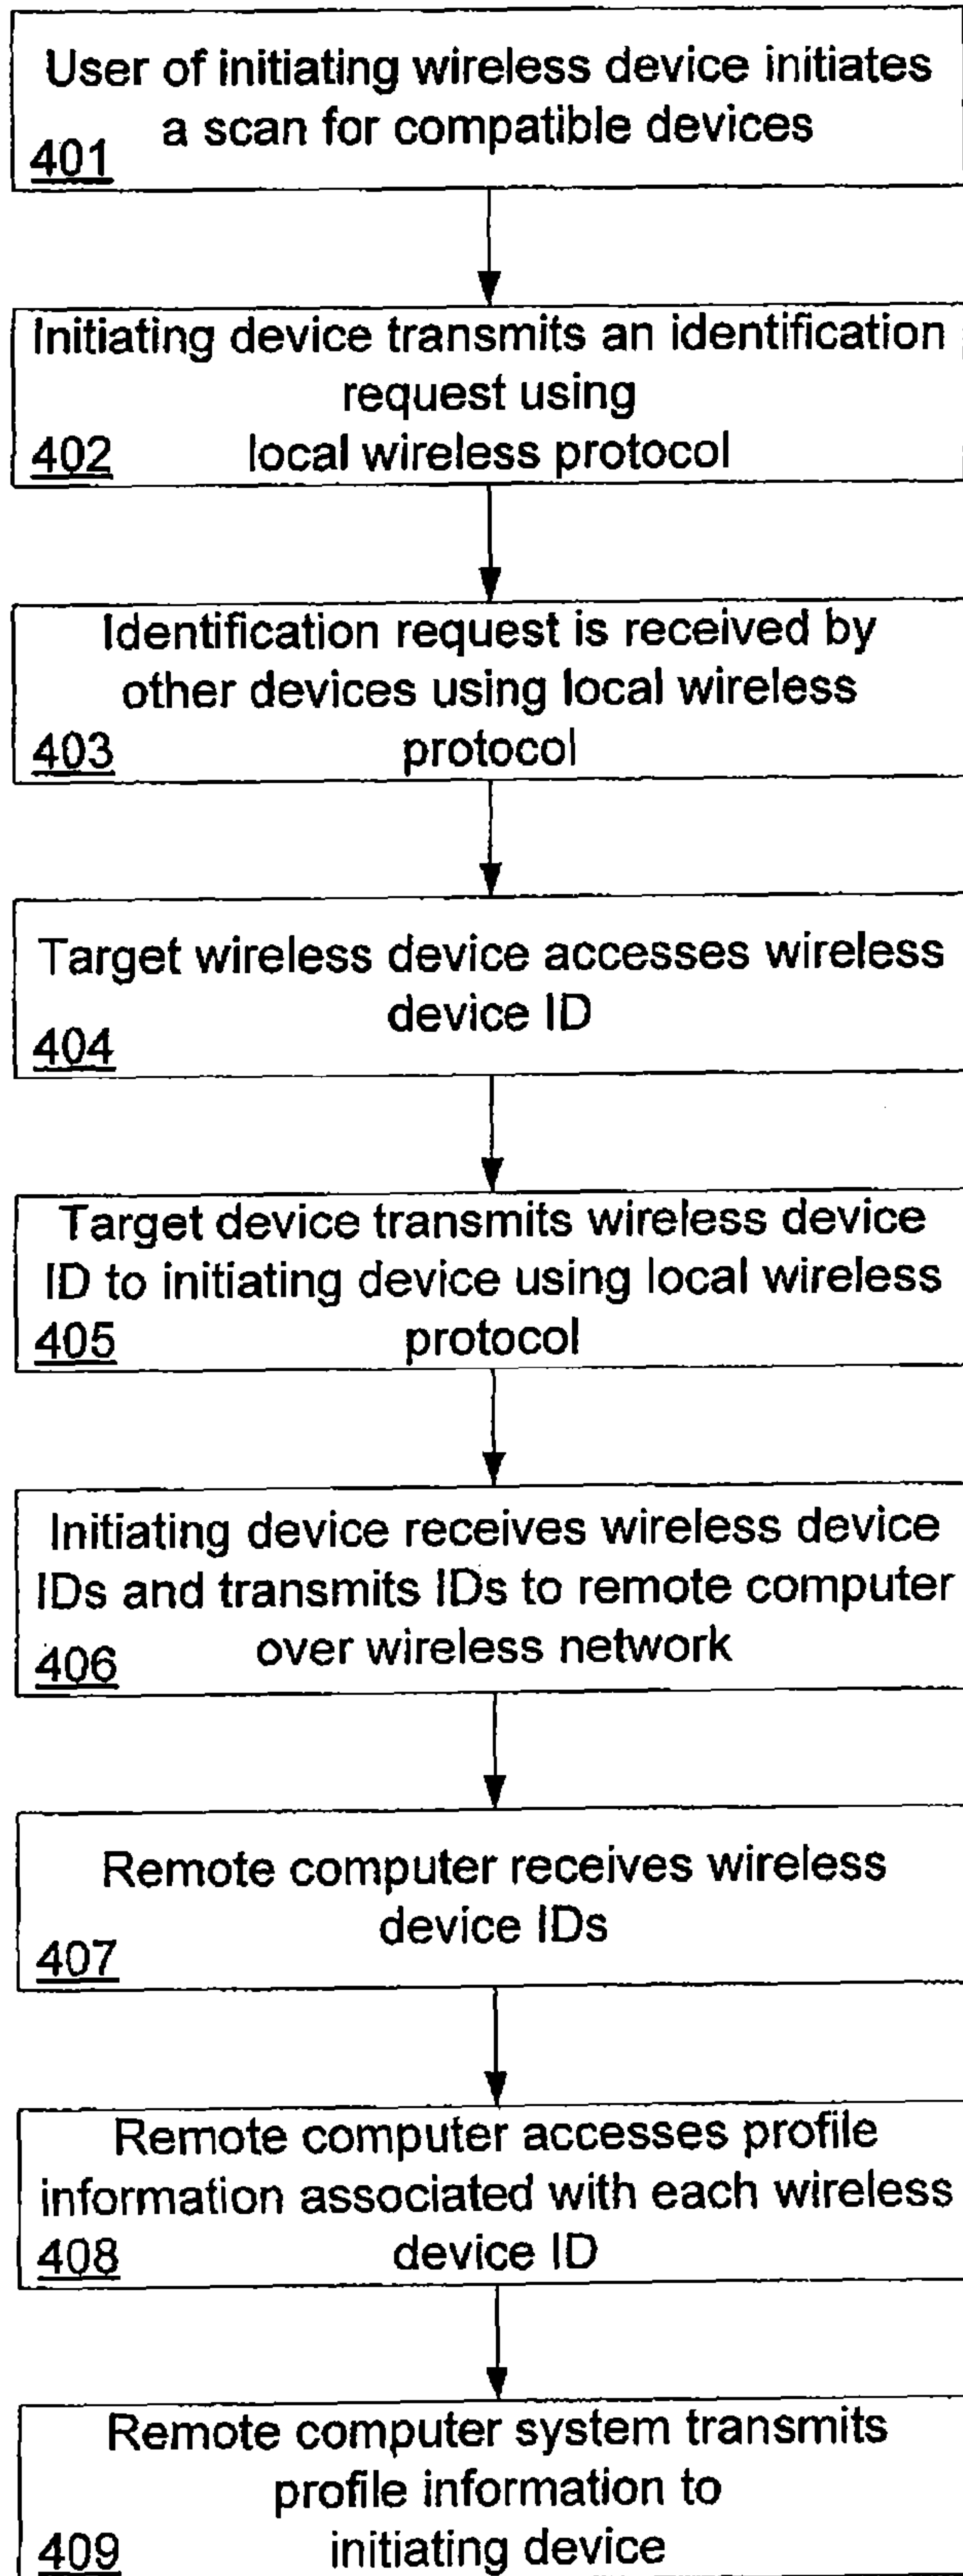 User of initiating wireless device initiates
a scan for compatible devices
401
Initiating device transmits an identification
request using
402 local wireless protocol
Identification request is received by
other devices using local wireless
403 protocol
Target wireless device accesses wireless
device ID
404
Target device transmits wireless device
ID to initiating device using local wireless
405 protocol
Initiating device receives wireless device
IDs and transmits IDs to remote computer
406 over wireless network
Remote computer receives wireless
device IDs
407
Remote computer accesses profile
information associated with each wireless
408 device ID
Remote computer system transmits
profile information to
409 initiating device